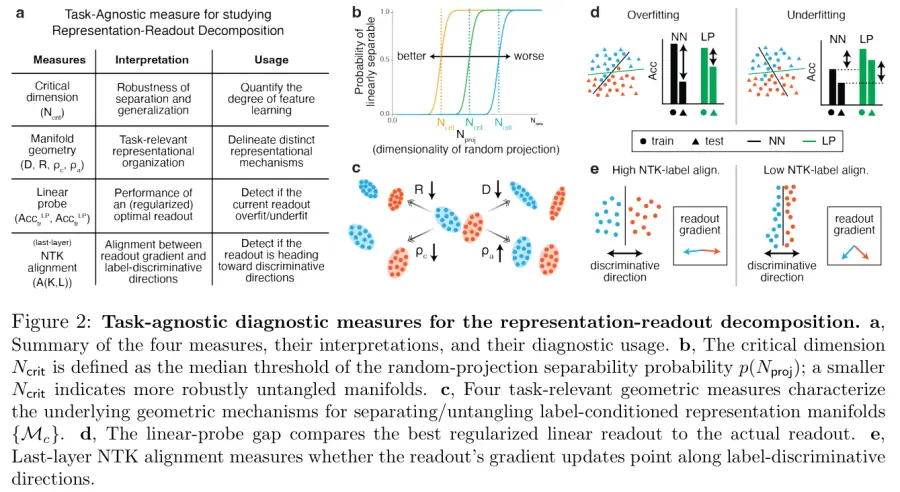 a
Task-Agnostic measure for studying
Representation-Readout Decomposition
Measures Interpretation Usage
Critical dimension (Ncrit) Robustness of separation and generalization Quantify the degree of feature learning
Manifold geometry (D, R, ρc, ρa) Task-relevant representational organization Delineate distinct representational mechanisms
Linear probe (Acctr^LP, Acctr^LP) Performance of an (regularized) optimal readout Detect if the current readout overfit/underfit
(last-layer) NTK alignment (A(K,L)) Alignment between readout gradient and label-discriminative directions Detect if the readout is heading toward discriminative directions
b
Probability of
linearly separable
1.0
better worse
0.0
Ncrit Ncrit Ncrit
Nproj
(dimensionality of random projection)
c
R D
ρc ρa
d
Overfitting Underfitting
NN LP NN LP
Acc Acc
train test NN LP
e
High NTK-label align. Low NTK-label align.
readout gradient readout gradient
discriminative direction discriminative direction
Figure 2: Task-agnostic diagnostic measures for the representation-readout decomposition. a,
Summary of the four measures, their interpretations, and their diagnostic usage. b, The critical dimension
Ncrit is defined as the median threshold of the random-projection separability probability p(Nproj); a smaller
Ncrit indicates more robustly untangled manifolds. c, Four task-relevant geometric measures characterize
the underlying geometric mechanisms for separating/untangling label-conditioned representation manifolds
{Mc}. d, The linear-probe gap compares the best regularized linear readout to the actual readout. e,
Last-layer NTK alignment measures whether the readout's gradient updates point along label-discriminative
directions.